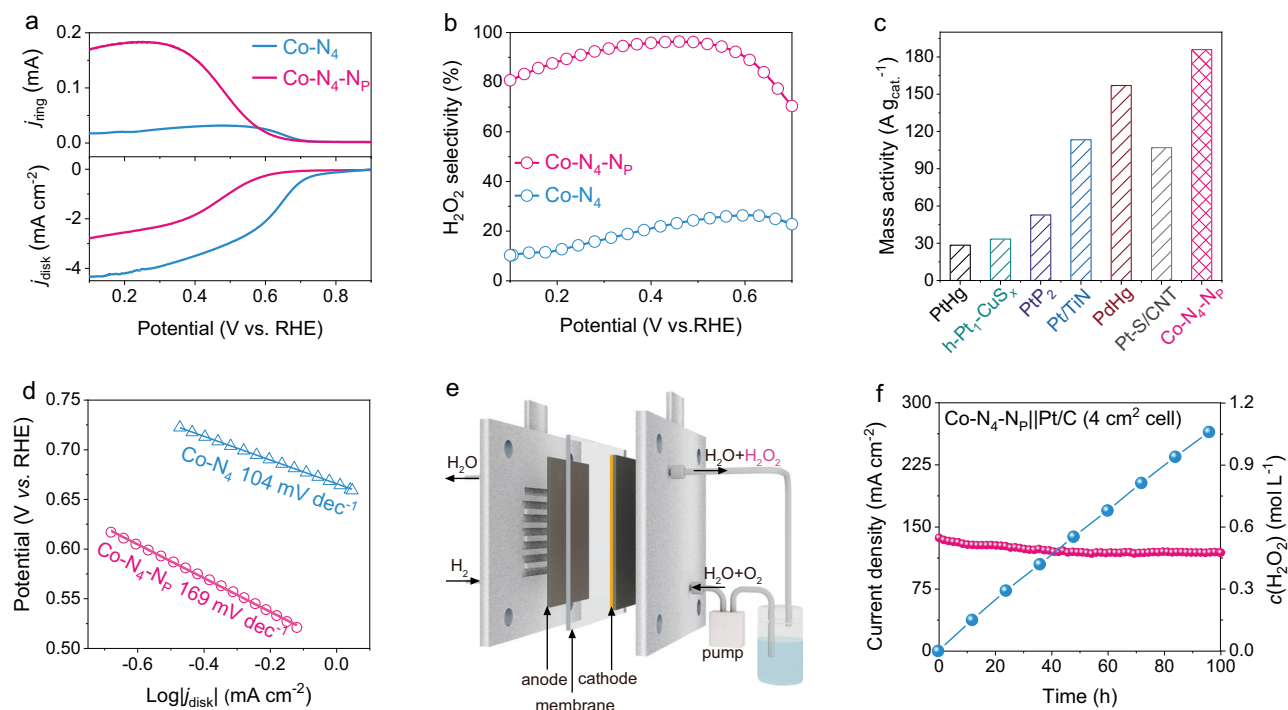 a
0.2
0.1
0.0
j_ring (mA)
Co-N₄
Co-N₄-N_P
0
-2
-4
j_disk (mA cm⁻²)
0.2 0.4 0.6 0.8
Potential (V vs. RHE)
b
100
80
60
40
20
0
H₂O₂ selectivity (%)
Co-N₄-N_P
Co-N₄
0.2 0.4 0.6
Potential (V vs.RHE)
c
180
150
120
90
60
30
0
Mass activity (A g_cat.⁻¹)
PtHg
h-Pt₁-CuSₓ
PtP₂
Pt/TiN
PdHg
Pt-S/CNT
Co-N₄-N_P
d
0.75
0.70
0.65
0.60
0.55
0.50
Potential (V vs. RHE)
Co-N₄ 104 mV dec⁻¹
Co-N₄-N_P 169 mV dec⁻¹
-0.6 -0.4 -0.2 0.0
Log|j_disk| (mA cm⁻²)
e
H₂O
H₂
H₂O+H₂O₂
H₂O+O₂
pump
anode
cathode
membrane
f
300
225
150
75
0
Current density (mA cm⁻²)
Co-N₄-N_P||Pt/C (4 cm² cell)
1.2
0.9
0.6
0.3
0.0
c(H₂O₂) (mol L⁻¹)
0 20 40 60 80 100
Time (h)